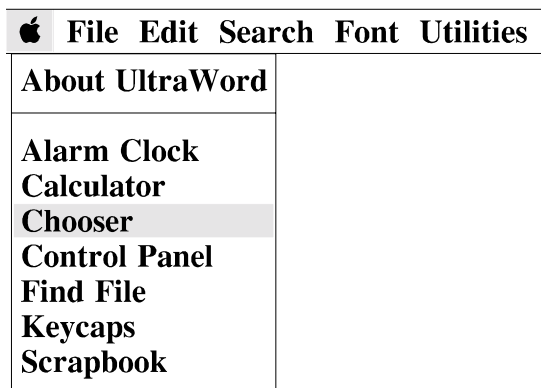 File Edit Search Font Utilities
About UltraWord
Alarm Clock
Calculator
Chooser
Control Panel
Find File
Keycaps
Scrapbook